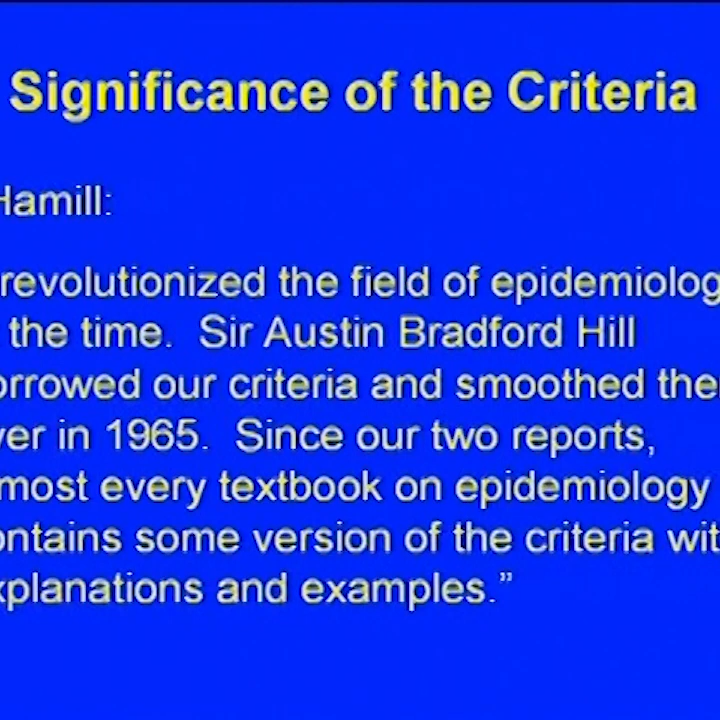 Significance of the Criteria
Hamill:
revolutionized the field of epidemiolog
the time. Sir Austin Bradford Hill
orrowed our criteria and smoothed the
ver in 1965. Since our two reports,
most every textbook on epidemiology
ontains some version of the criteria wit
xplanations and examples.”